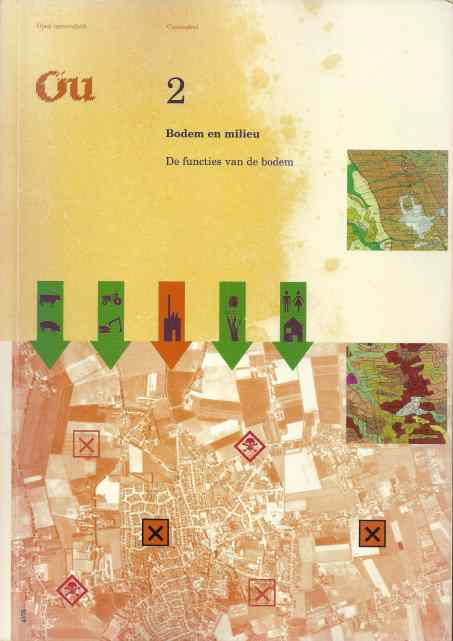 Open universiteit
Cursusdeel
Ou
2
Bodem en milieu
De functies van de bodem